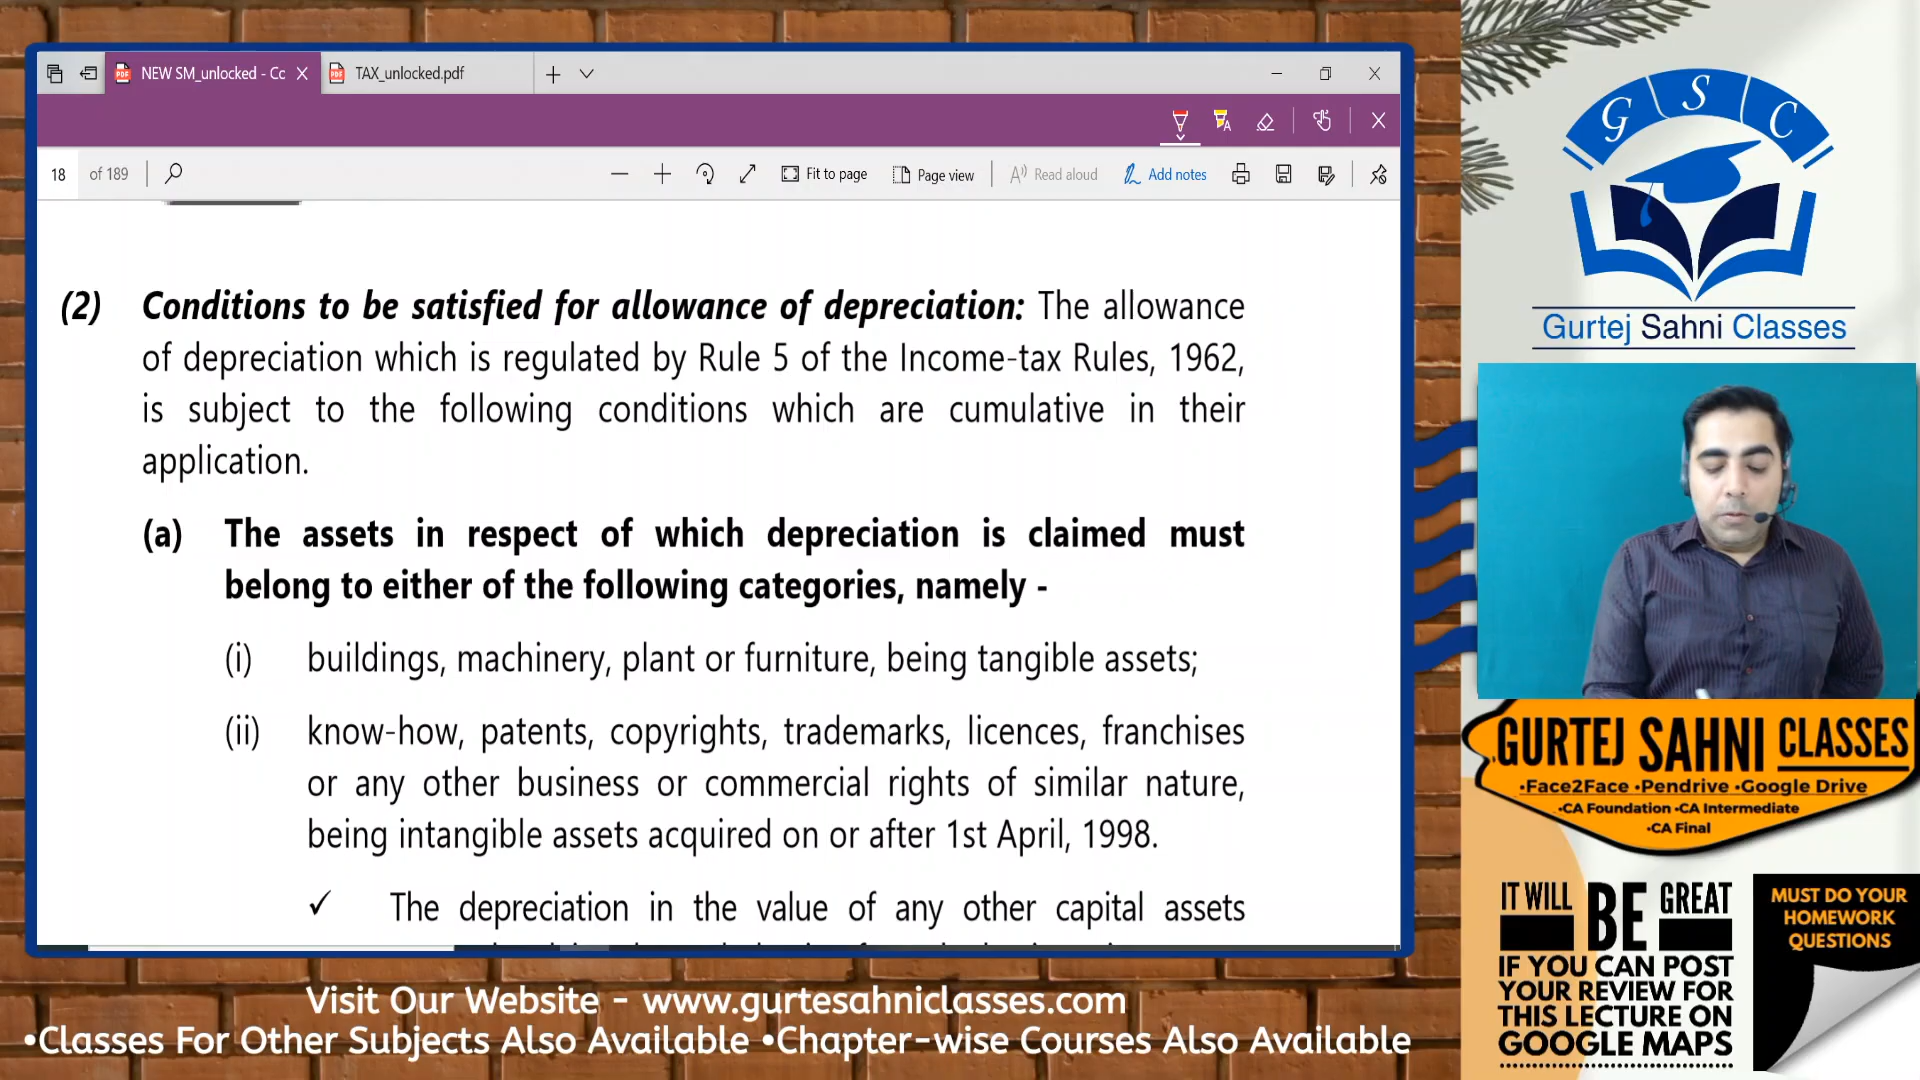 NEW SM_unlocked - Cc
TAX_unlocked.pdf
18 of 189
Fit to page
Page view
Read aloud
Add notes
(2) Conditions to be satisfied for allowance of depreciation: The allowance
of depreciation which is regulated by Rule 5 of the Income-tax Rules, 1962,
is subject to the following conditions which are cumulative in their
application.
(a) The assets in respect of which depreciation is claimed must
belong to either of the following categories, namely -
(i) buildings, machinery, plant or furniture, being tangible assets;
(ii) know-how, patents, copyrights, trademarks, licences, franchises
or any other business or commercial rights of similar nature,
being intangible assets acquired on or after 1st April, 1998.
✓ The depreciation in the value of any other capital assets
GSC
Gurtej Sahni Classes
GURTEJ SAHNI CLASSES
•Face2Face •Pendrive •Google Drive
•CA Foundation •CA Intermediate
•CA Final
IT WILL BE GREAT
IF YOU CAN POST
YOUR REVIEW FOR
THIS LECTURE ON
GOOGLE MAPS
MUST DO YOUR
HOMEWORK
QUESTIONS
Visit Our Website - www.gurtesahniclasses.com
•Classes For Other Subjects Also Available •Chapter-wise Courses Also Available